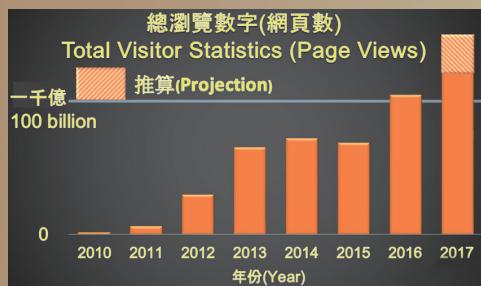 總瀏覽數字(網頁數)
Total Visitor Statistics (Page Views)
推算(Projection)
一千億
100 billion
0
2010 2011 2012 2013 2014 2015 2016 2017
年份(Year)